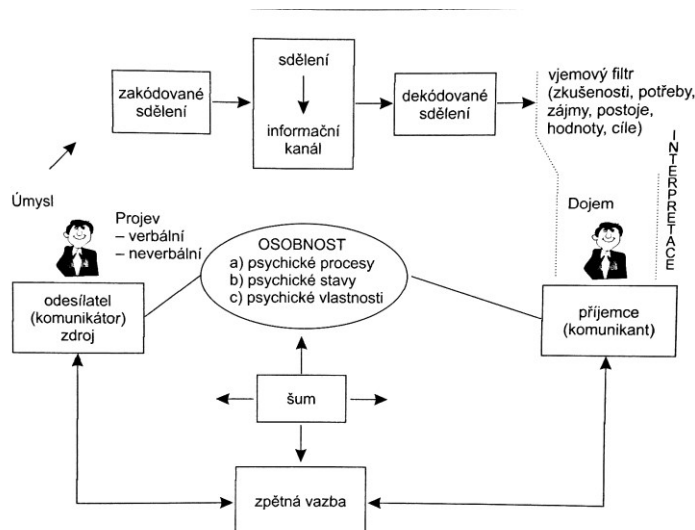 zakódované
sdělení
sdělení
informační
kanál
dekódované
sdělení
vjemový filtr
(zkušenosti, potřeby,
zájmy, postoje,
hodnoty, cíle)
INTERPRETACE
Úmysl
Projev
– verbální
– neverbální
OSOBNOST
a) psychické procesy
b) psychické stavy
c) psychické vlastnosti
Dojem
odesílatel
(komunikátor)
zdroj
příjemce
(komunikant)
šum
zpětná vazba